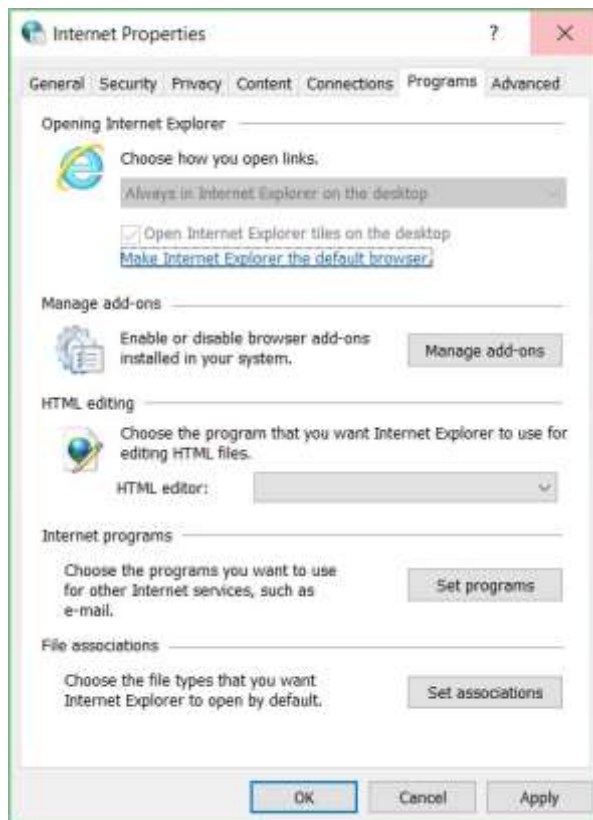 Internet Properties
?
General Security Privacy Content Connections Programs Advanced
Opening Internet Explorer
Choose how you open links.
Always in Internet Explorer on the desktop
Open Internet Explorer tiles on the desktop
Make Internet Explorer the default browser.
Manage add-ons
Enable or disable browser add-ons
installed in your system.
Manage add-ons
HTML editing
Choose the program that you want Internet Explorer to use for
editing HTML files.
HTML editor:
Internet programs
Choose the programs you want to use
for other Internet services, such as
e-mail.
Set programs
File associations
Choose the file types that you want
Internet Explorer to open by default.
Set associations
OK Cancel Apply